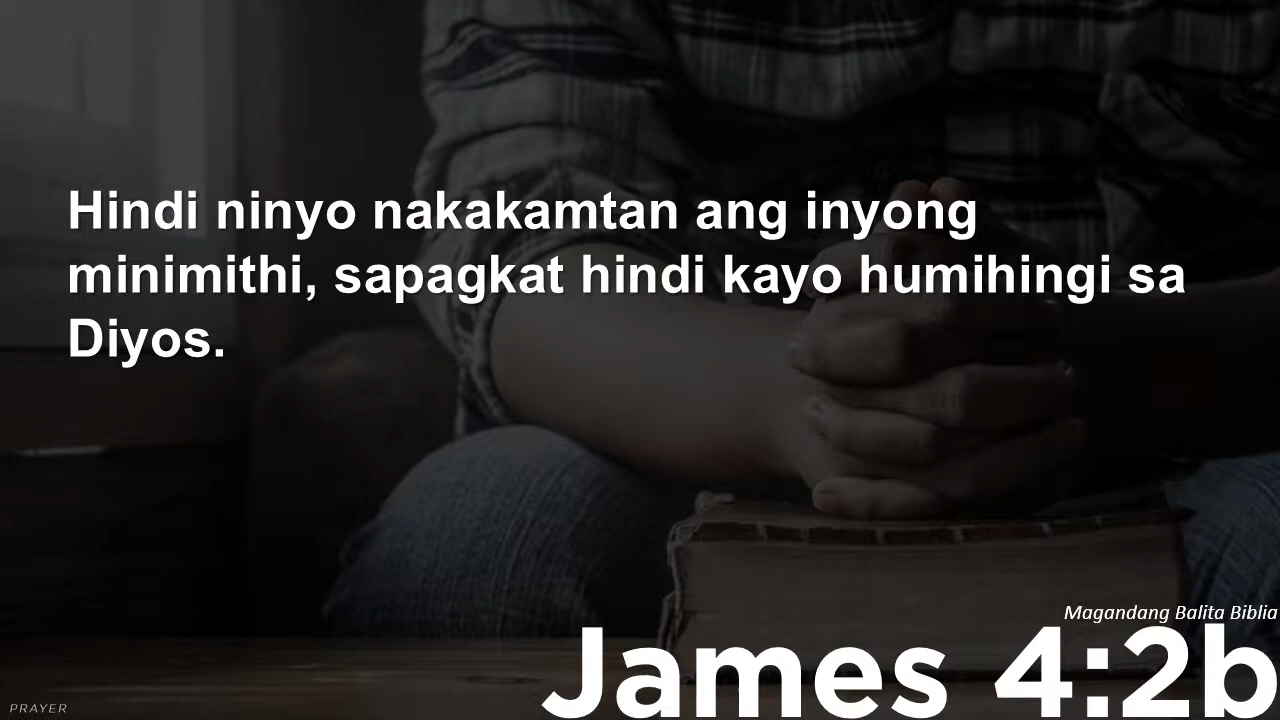 Hindi ninyo nakakamtan ang inyong
minimithi, sapagkat hindi kayo humihingi sa
Diyos.
Magandang Balita Biblia
James 4:2b
PRAYER